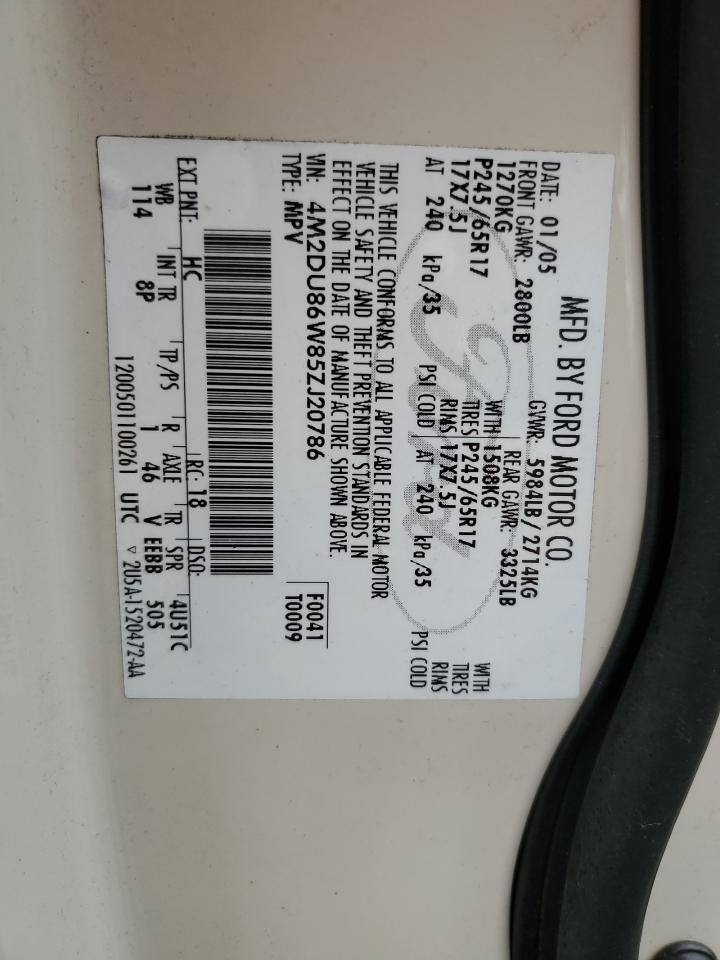 MFD. BY FORD MOTOR CO.
DATE: 01/05 GVWR: 5984LB/2714KG
FRONT GAWR: 2800LB REAR GAWR: 3325LB
1270KG WITH 1508KG WITH
P245/65R17 TIRES P245/65R17 TIRES
17X7.5J RIMS 17X7.5J RIMS
AT 240 kPa/35 PSI COLD AT 240 kPa/35 PSI COLD
Ford
THIS VEHICLE CONFORMS TO ALL APPLICABLE FEDERAL MOTOR
VEHICLE SAFETY AND THEFT PREVENTION STANDARDS IN
EFFECT ON THE DATE OF MANUFACTURE SHOWN ABOVE.
VIN: 4M2DU86W85ZJ20786 F0041
TYPE: MPV T0009
EXT PNT: HC RC: 18 DSO: 4U51C
WB INT TR TP/PS R AXLE TR SPR
114 8P 1 46 V EEBB 505
1200501100261 UTC ▽ 2U5A-1520472-AA